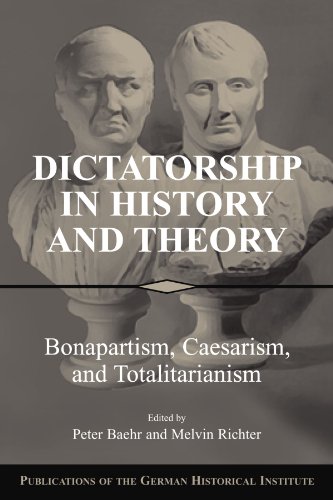 DICTATORSHIP
IN HISTORY
AND THEORY
Bonapartism, Caesarism,
and Totalitarianism
Edited by
Peter Baehr and Melvin Richter
PUBLICATIONS OF THE GERMAN HISTORICAL INSTITUTE